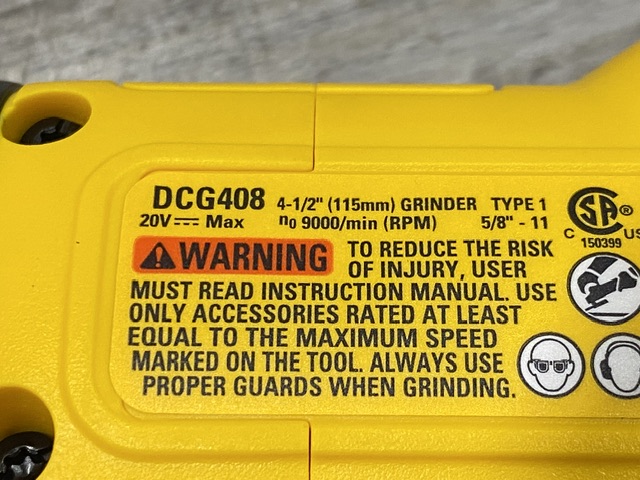 DCG408 4-1/2" (115mm) GRINDER TYPE 1
20V⎓ Max n₀ 9000/min (RPM) 5/8" - 11
CSA®
C US
150399
⚠WARNING TO REDUCE THE RISK
OF INJURY, USER
MUST READ INSTRUCTION MANUAL. USE
ONLY ACCESSORIES RATED AT LEAST
EQUAL TO THE MAXIMUM SPEED
MARKED ON THE TOOL. ALWAYS USE
PROPER GUARDS WHEN GRINDING.